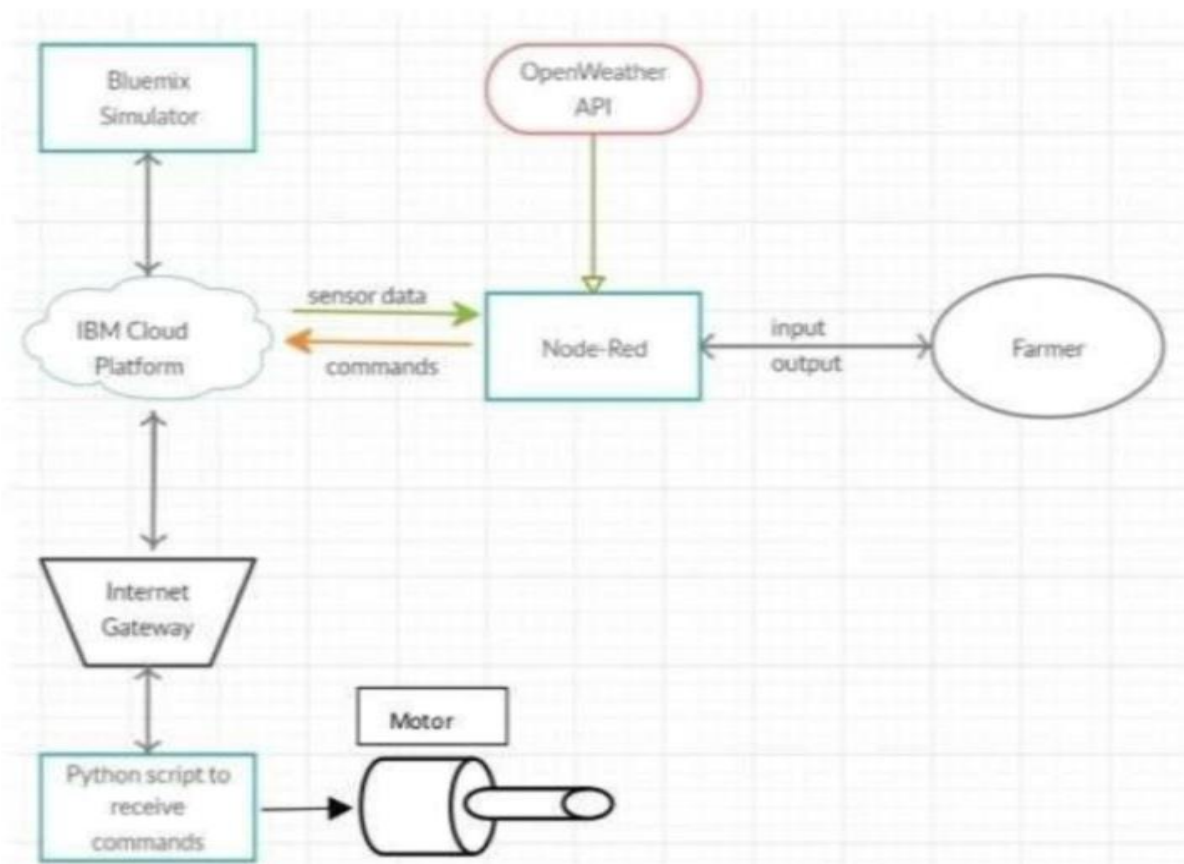 Bluemix
Simulator
OpenWeather
API
IBM Cloud
Platform
sensor data
commands
Node-Red
input
output
Farmer
Internet
Gateway
Motor
Python script to
receive
commands